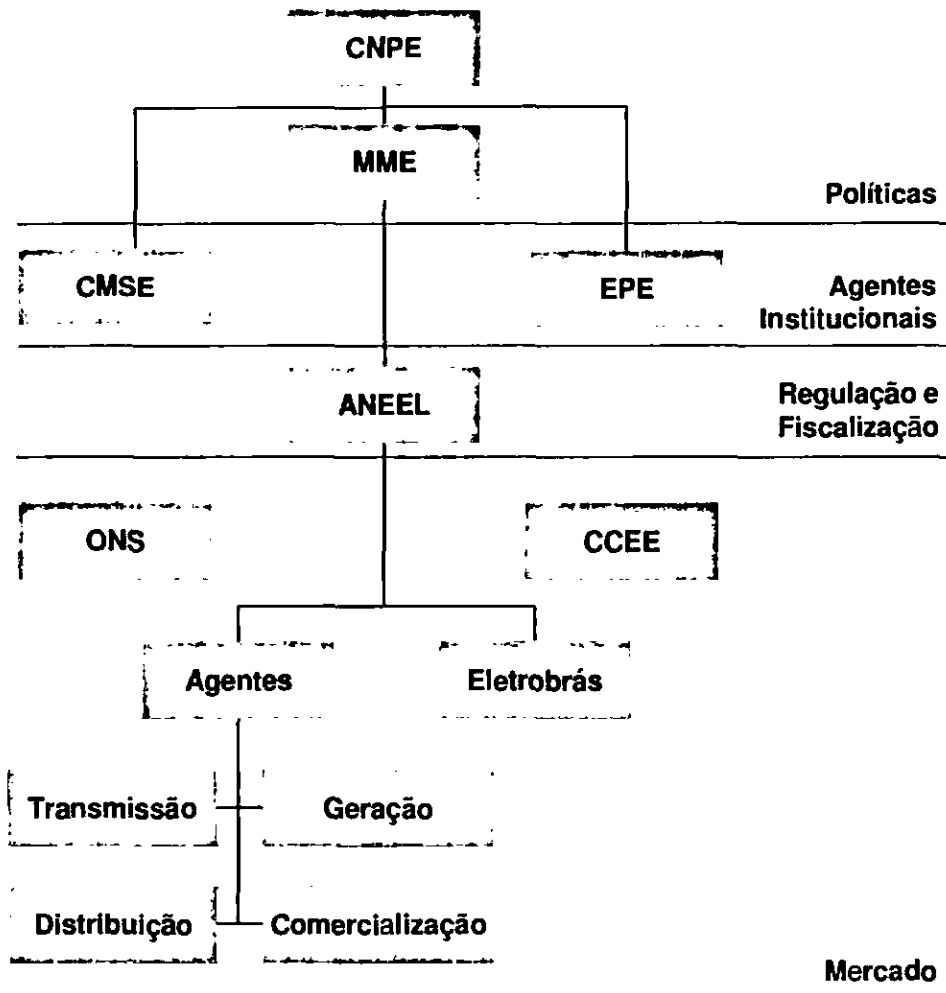 CNPE
MME
Políticas
CMSE
EPE
Agentes
Institucionais
ANEEL
Regulação e
Fiscalização
ONS
CCEE
Agentes
Eletrobrás
Transmissão
Geração
Distribuição
Comercialização
Mercado